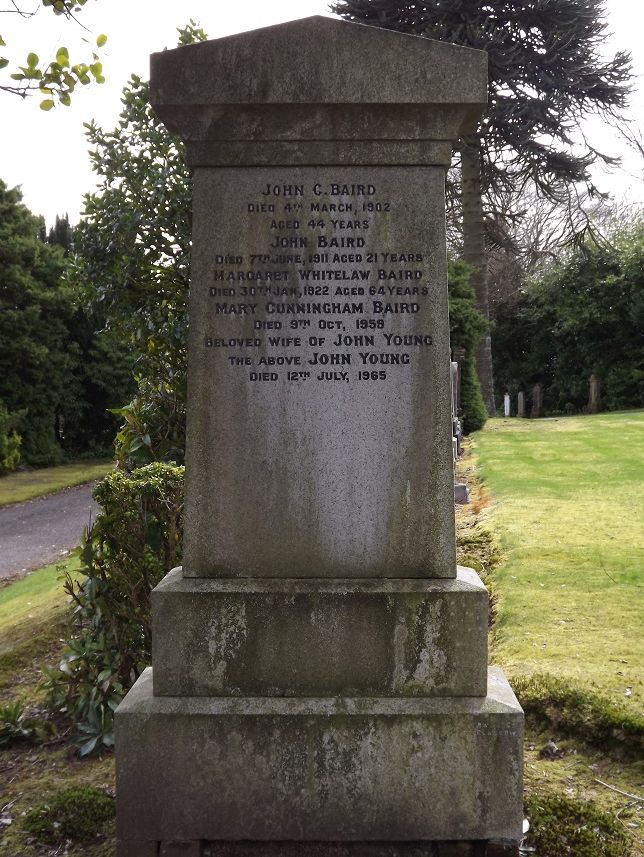 JOHN C. BAIRD
DIED 4TH MARCH, 1902
AGED 44 YEARS
JOHN BAIRD
DIED 7TH JUNE, 1911 AGED 21 YEARS
MARGARET WHITELAW BAIRD
DIED 30TH JAN, 1922 AGED 64 YEARS
MARY CUNNINGHAM BAIRD
DIED 9TH OCT, 1959
BELOVED WIFE OF JOHN YOUNG
THE ABOVE JOHN YOUNG
DIED 12TH JULY, 1965